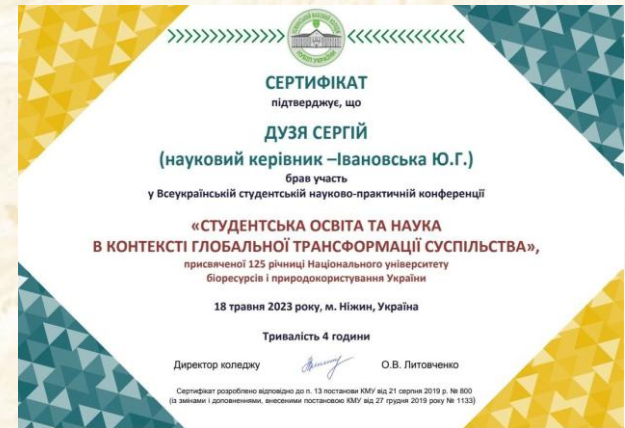 СЕРТИФІКАТ
підтверджує, що
ДУЗЯ СЕРГІЙ
(науковий керівник –Івановська Ю.Г.)
брав участь
у Всеукраїнській студентській науково-практичній конференції
«СТУДЕНТСЬКА ОСВІТА ТА НАУКА
В КОНТЕКСТІ ГЛОБАЛЬНОЇ ТРАНСФОРМАЦІЇ СУСПІЛЬСТВА»,
присвяченої 125 річниці Національного університету
біоресурсів і природокористування України
18 травня 2023 року, м. Ніжин, Україна
Тривалість 4 години
Директор коледжу О.В. Литовченко
Сертифікат розроблено відповідно до п. 13 постанови КМУ від 21 серпня 2019 р. № 800
(із змінами і доповненнями, внесеними постановою КМУ від 27 грудня 2019 року № 1133)